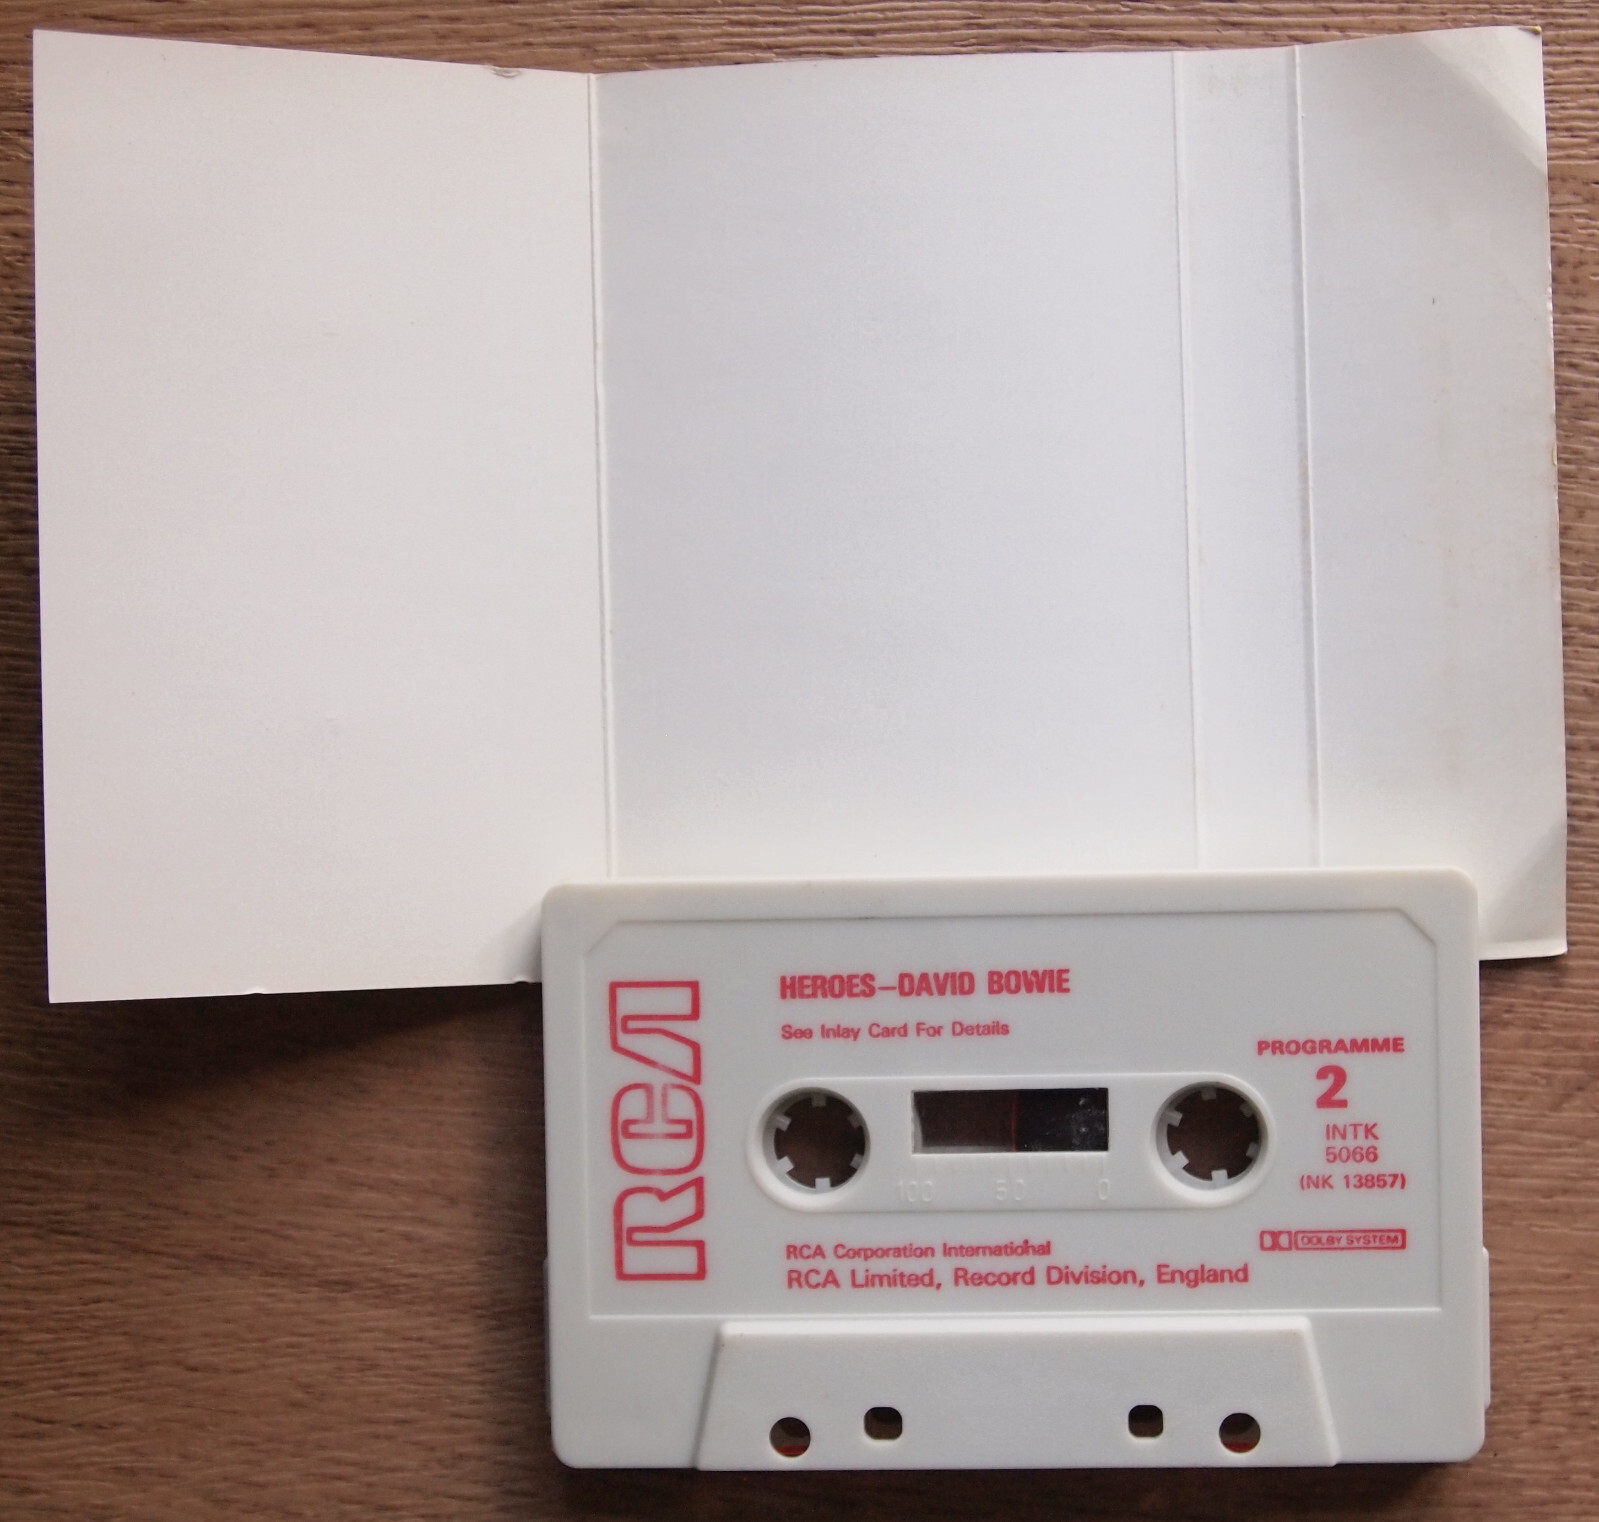 RCA
HEROES–DAVID BOWIE
See Inlay Card For Details
PROGRAMME
2
INTK
5066
(NK 13857)
100 50 0
DOLBY SYSTEM
RCA Corporation International
RCA Limited, Record Division, England